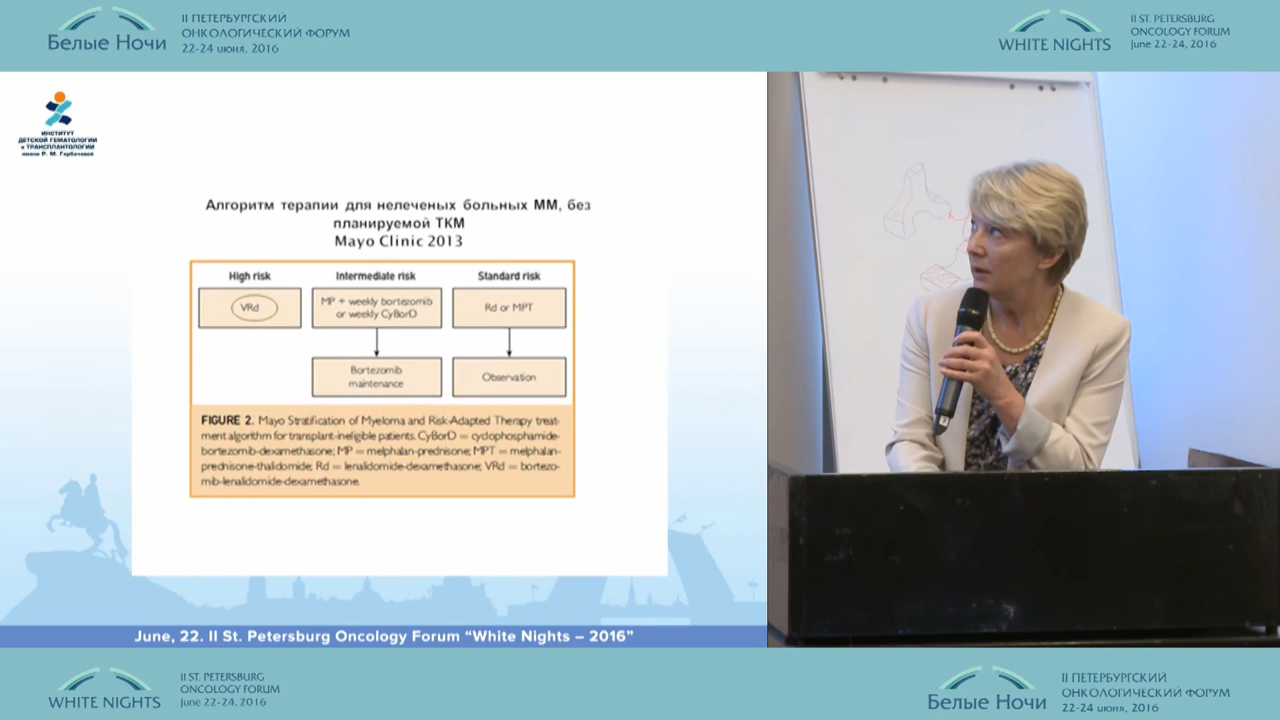 Белые Ночи
II ПЕТЕРБУРГСКИЙ
ОНКОЛОГИЧЕСКИЙ ФОРУМ
22-24 июня, 2016
WHITE NIGHTS
II ST. PETERSBURG
ONCOLOGY FORUM
June 22-24, 2016
ИНСТИТУТ
ДЕТСКОЙ ГЕМАТОЛОГИИ
и ТРАНСПЛАНТОЛОГИИ
имени Р. М. Горбачевой
Алгоритм терапии для нелеченых больных ММ, без
планируемой ТКМ
Mayo Clinic 2013
High risk
Intermediate risk
Standard risk
VRd
MP + weekly bortezomib
or weekly CyBorD
Rd or MPT
Bortezomib
maintenance
Observation
FIGURE 2. Mayo Stratification of Myeloma and Risk-Adapted Therapy treat-
ment algorithm for transplant-ineligible patients. CyBorD = cyclophosphamide-
bortezomib-dexamethasone; MP = melphalan-prednisone; MPT = melphalan-
prednisone-thalidomide; Rd = lenalidomide-dexamethasone; VRd = bortezo-
mib-lenalidomide-dexamethasone.
June, 22. II St. Petersburg Oncology Forum “White Nights – 2016”
WHITE NIGHTS
II ST. PETERSBURG
ONCOLOGY FORUM
June 22-24, 2016
Белые Ночи
II ПЕТЕРБУРГСКИЙ
ОНКОЛОГИЧЕСКИЙ ФОРУМ
22-24 июня, 2016